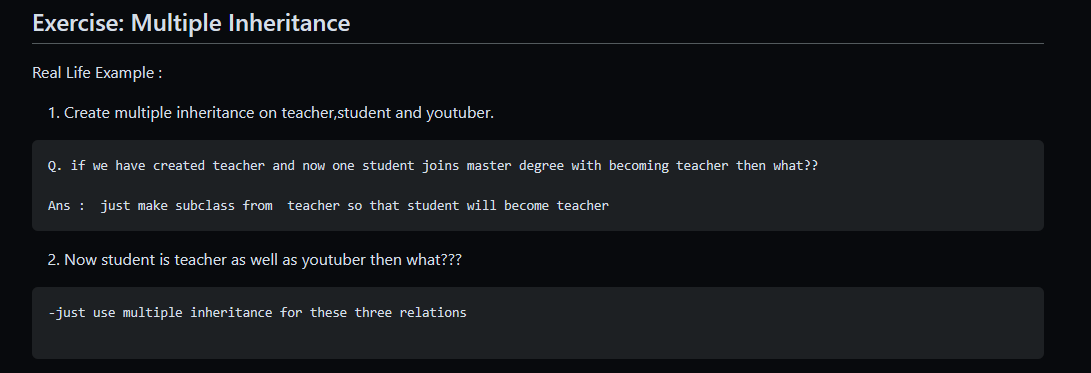 Exercise: Multiple Inheritance
Real Life Example :
1. Create multiple inheritance on teacher,student and youtuber.
Q. if we have created teacher and now one student joins master degree with becoming teacher then what??
Ans :  just make subclass from  teacher so that student will become teacher
2. Now student is teacher as well as youtuber then what???
-just use multiple inheritance for these three relations